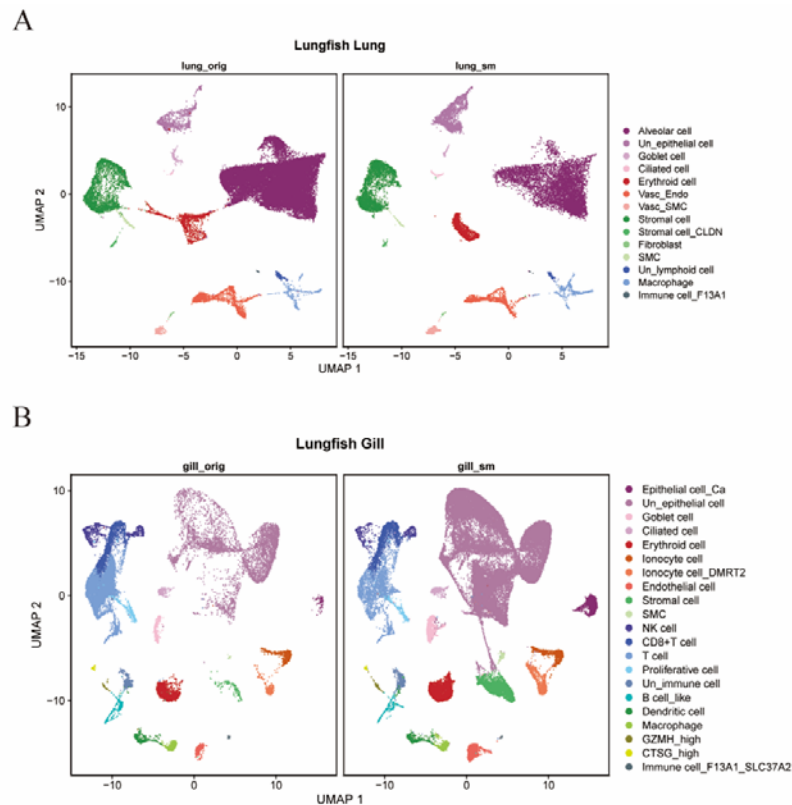 A
Lungfish Lung
lung_orig
lung_sm
10
0
−10
UMAP 2
−15
−10
−5
0
5
−15
−10
−5
0
5
UMAP 1
Alveolar cell
Un_epithelial cell
Goblet cell
Ciliated cell
Erythroid cell
Vasc_Endo
Vasc_SMC
Stromal cell
Stromal cell_CLDN
Fibroblast
SMC
Un_lymphoid cell
Macrophage
Immune cell_F13A1
B
Lungfish Gill
gill_orig
gill_sm
10
0
−10
UMAP 2
−10
0
10
−10
0
10
UMAP 1
Epithelial cell_Ca
Un_epithelial cell
Goblet cell
Ciliated cell
Erythroid cell
Ionocyte cell
Ionocyte cell_DMRT2
Endothelial cell
Stromal cell
SMC
NK cell
CD8+T cell
T cell
Proliferative cell
Un_immune cell
B cell_like
Dendritic cell
Macrophage
GZMH_high
CTSG_high
Immune cell_F13A1_SLC37A2